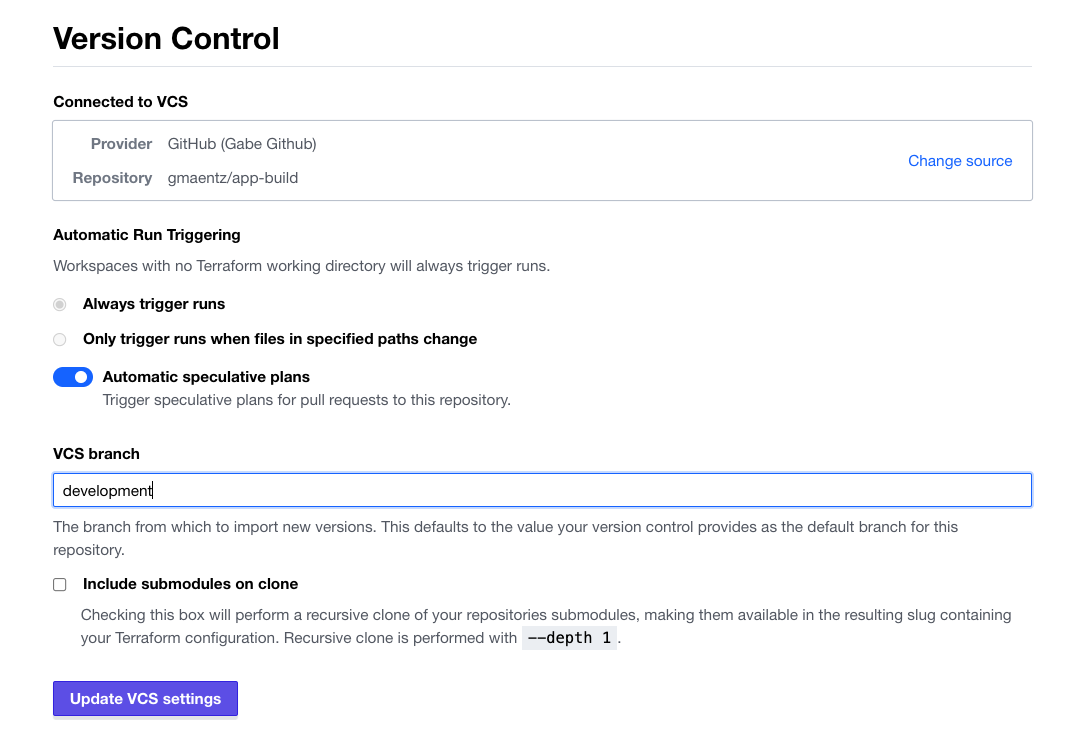 Version Control
Connected to VCS
Provider GitHub (Gabe Github)
Change source
Repository gmaentz/app-build
Automatic Run Triggering
Workspaces with no Terraform working directory will always trigger runs.
Always trigger runs
Only trigger runs when files in specified paths change
Automatic speculative plans
Trigger speculative plans for pull requests to this repository.
VCS branch
development
The branch from which to import new versions. This defaults to the value your version control provides as the default branch for this
repository.
Include submodules on clone
Checking this box will perform a recursive clone of your repositories submodules, making them available in the resulting slug containing
your Terraform configuration. Recursive clone is performed with --depth 1 .
Update VCS settings